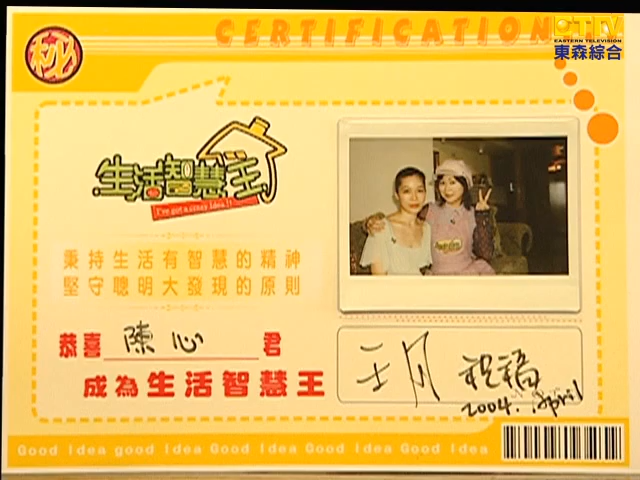 CERTIFICATION
ETTV
EASTERN TELEVISION
東森綜合
秘
生活智慧王
I've got a crazy idea!!
秉持生活有智慧的精神
堅守聰明大發現的原則
恭喜 陳心 君
成為生活智慧王
祝福
2004. April
Good idea good idea Good Idea Good Idea Good idea Good Idea